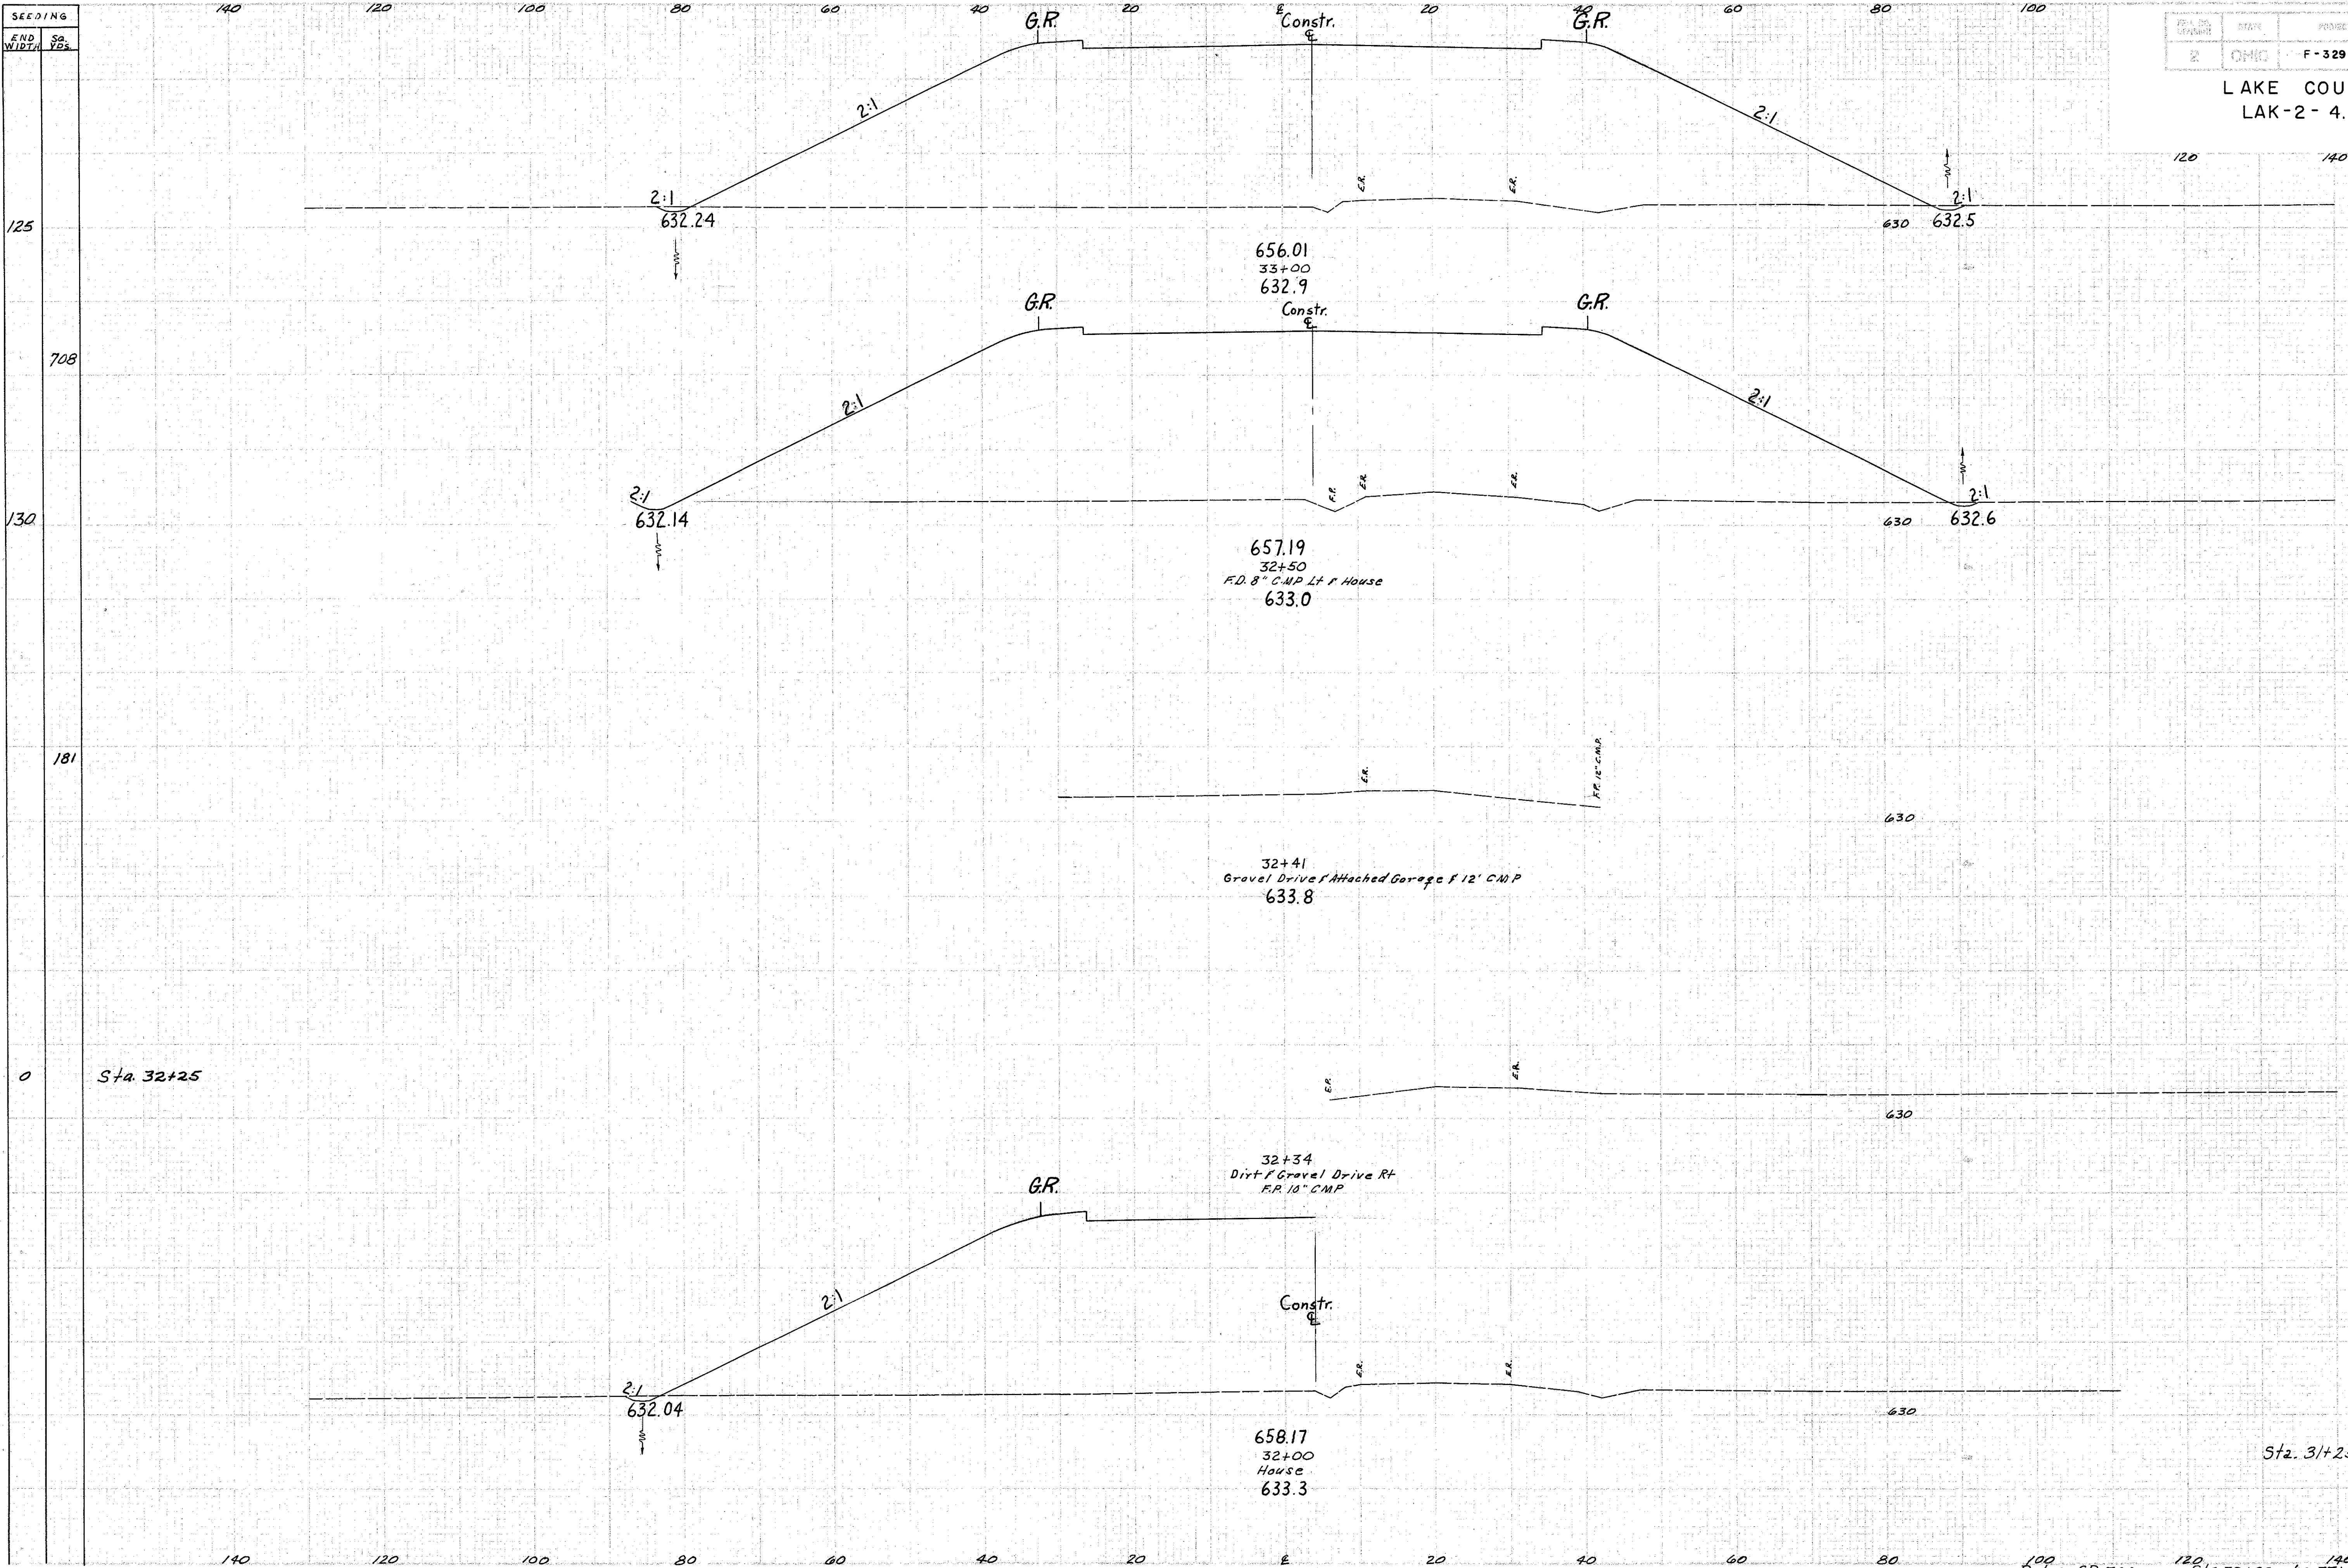 SEEDING
END WIDTH
SQ. YDS.
140 120 100 80 60 40 20 ℄ 20 40 60 80 100
G.R. Constr. G.R.
℄
2 OHIO F-329
LAKE COU
LAK-2-4.
120 140
2:1 2:1
E.R. E.R.
2:1 2:1
632.24 630 632.5
125
656.01
33+00
632.9
G.R. Constr. G.R.
℄
708
2:1 2:1
F.P. E.R. E.R.
2:1 2:1
632.14 630 632.6
130
657.19
32+50
F.D. 8" CMP Lt & House
633.0
181
E.R. F.P. 12" C.M.P.
630
32+41
Gravel Drive & Attached Garage & 12" CMP
633.8
0 Sta. 32+25
E.R.
630
32+34
Dirt & Gravel Drive Rt
F.P. 10" CMP
G.R.
2:1
Constr.
℄
E.R. E.R.
2:1
632.04 630
658.17
32+00
House
633.3
140 120 100 80 60 40 20 ℄ 20 40 60 80 100 120